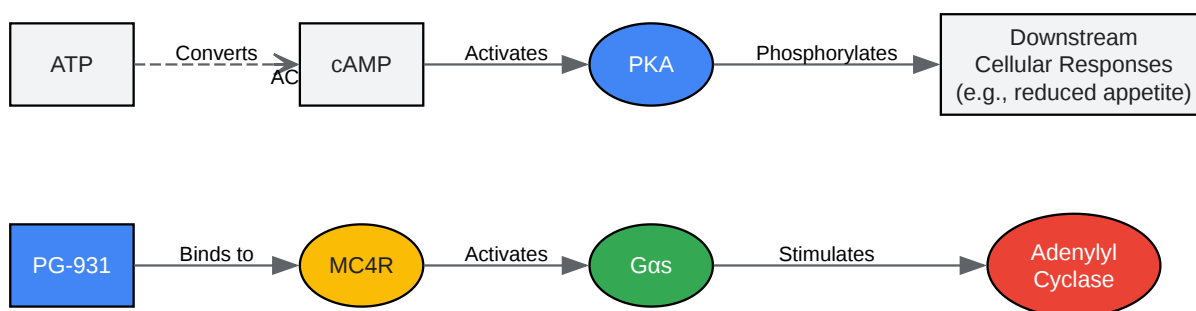 ATP
Converts
AC
cAMP
Activates
PKA
Phosphorylates
Downstream
Cellular Responses
(e.g., reduced appetite)
PG-931
Binds to
MC4R
Activates
Gαs
Stimulates
Adenylyl
Cyclase